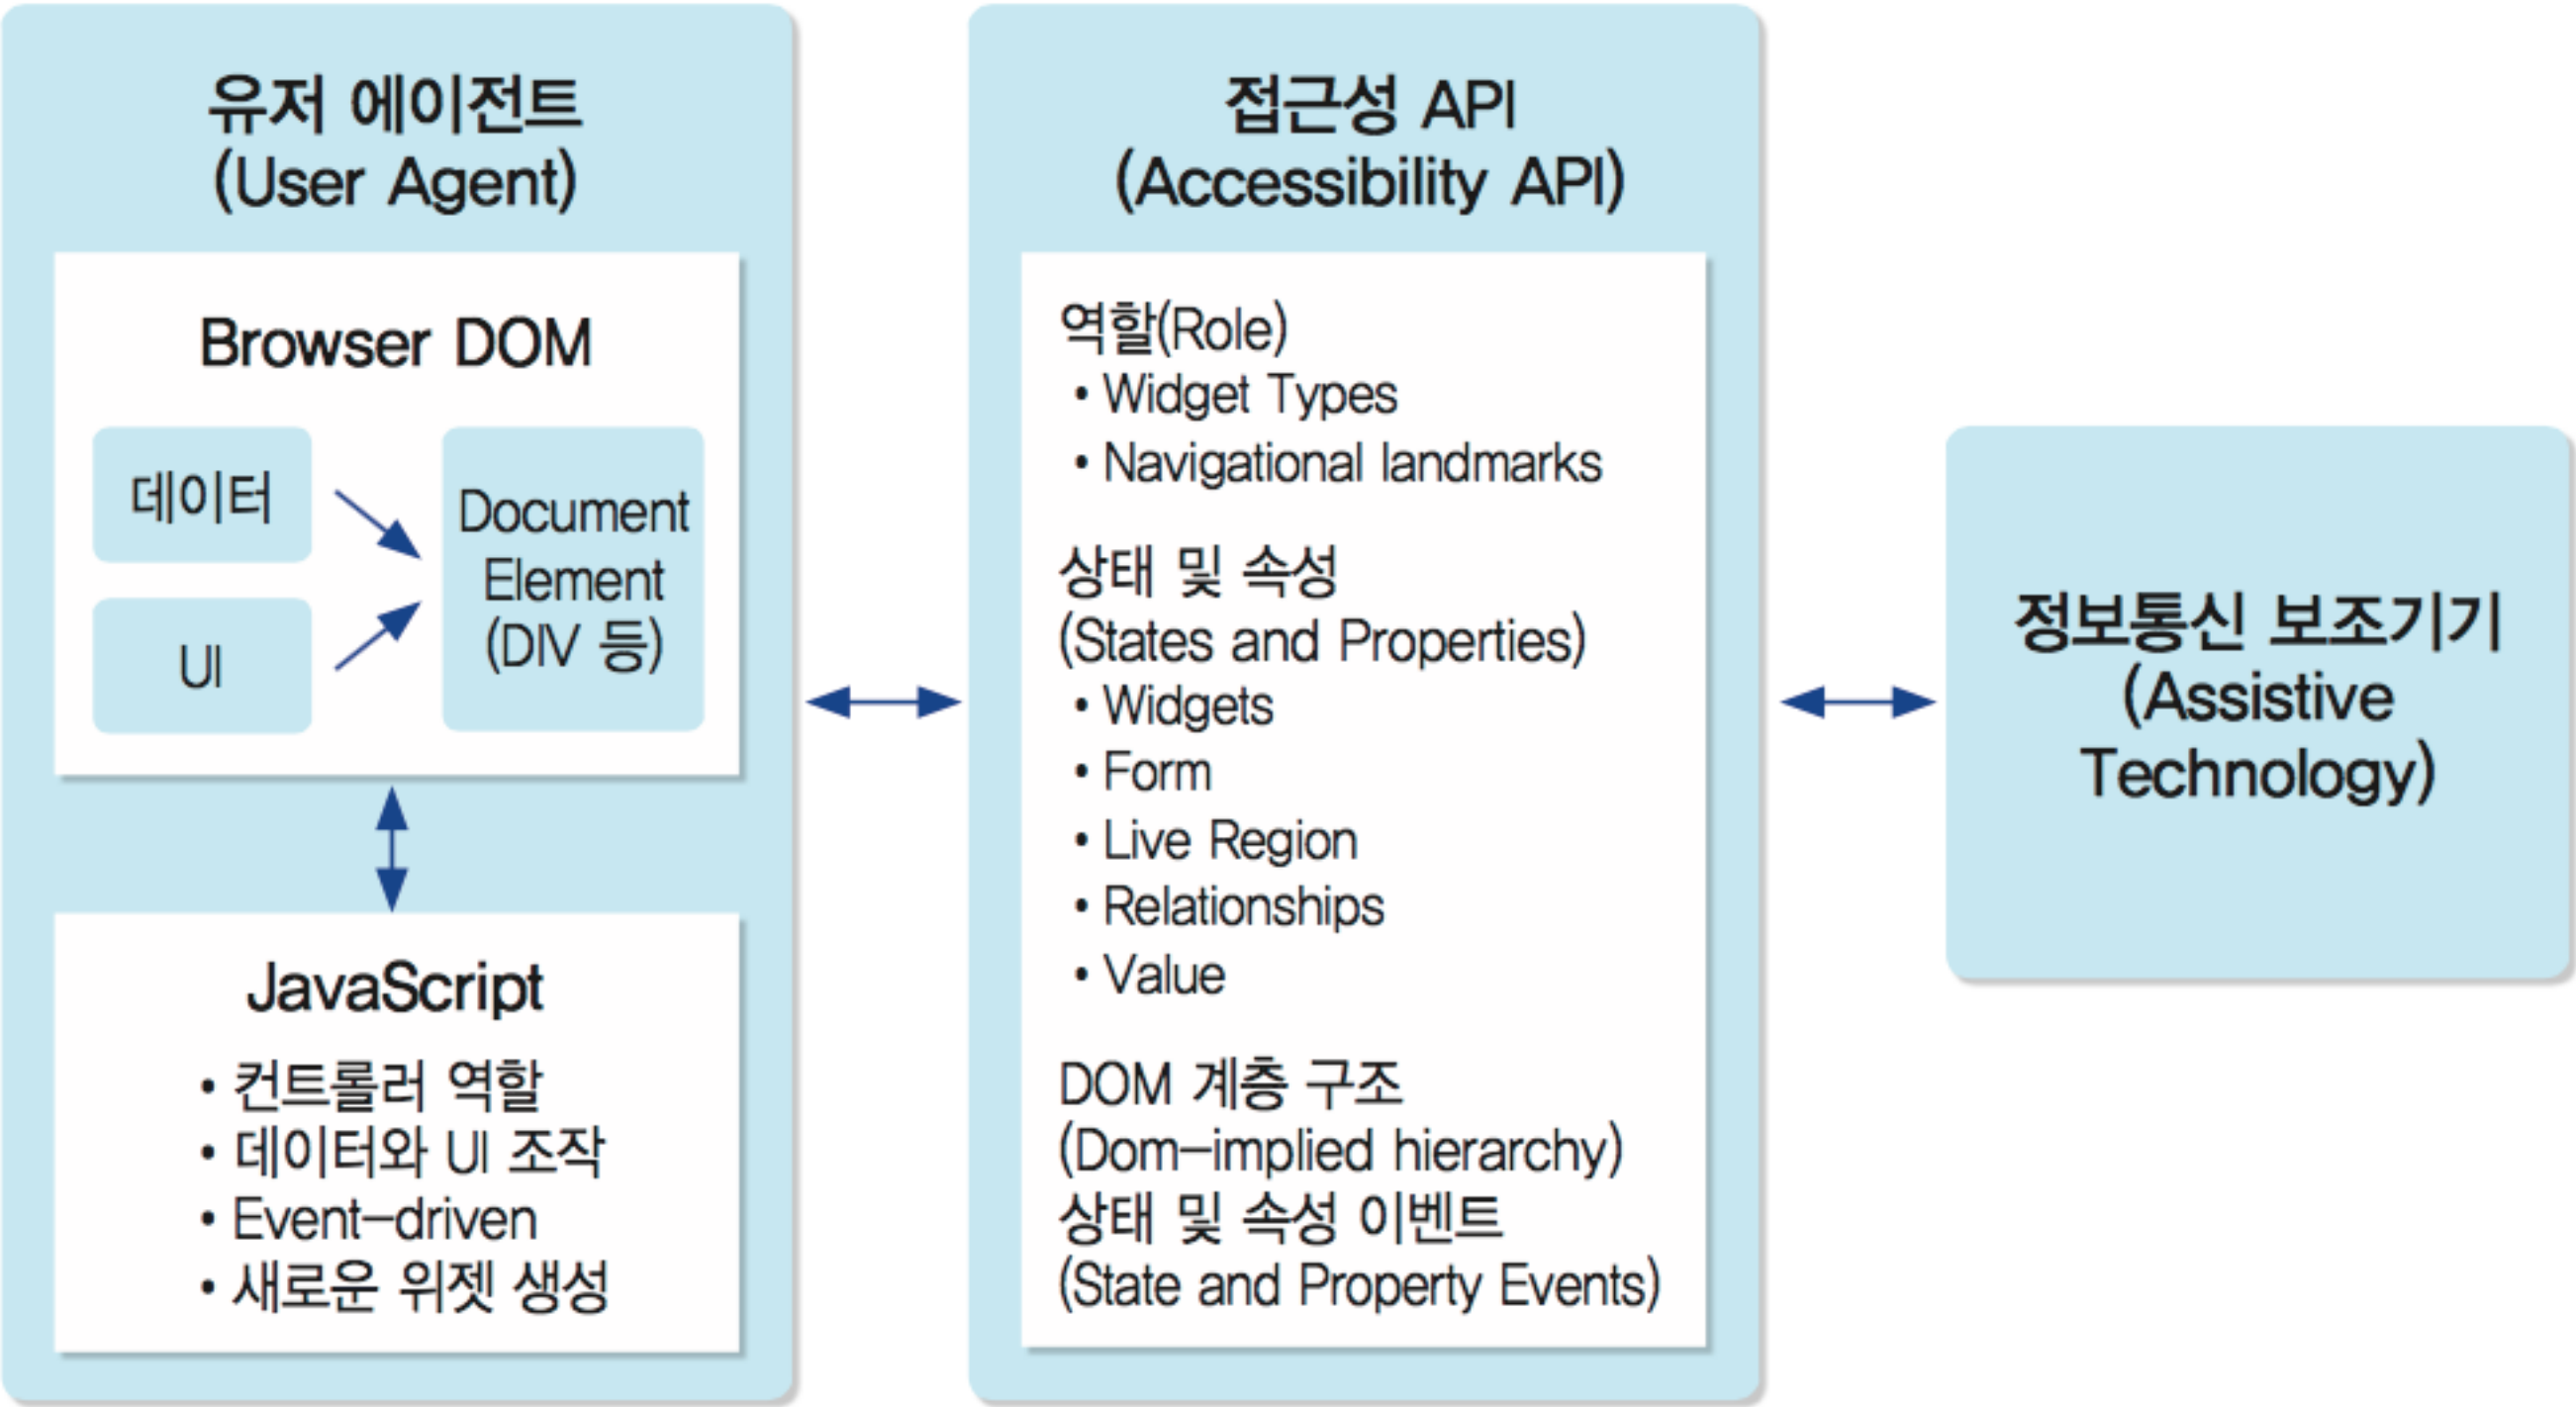 유저 에이전트
(User Agent)
Browser DOM
데이터
UI
Document
Element
(DIV 등)
JavaScript
• 컨트롤러 역할
• 데이터와 UI 조작
• Event-driven
• 새로운 위젯 생성
접근성 API
(Accessibility API)
역할(Role)
• Widget Types
• Navigational landmarks
상태 및 속성
(States and Properties)
• Widgets
• Form
• Live Region
• Relationships
• Value
DOM 계층 구조
(Dom-implied hierarchy)
상태 및 속성 이벤트
(State and Property Events)
정보통신 보조기기
(Assistive
Technology)